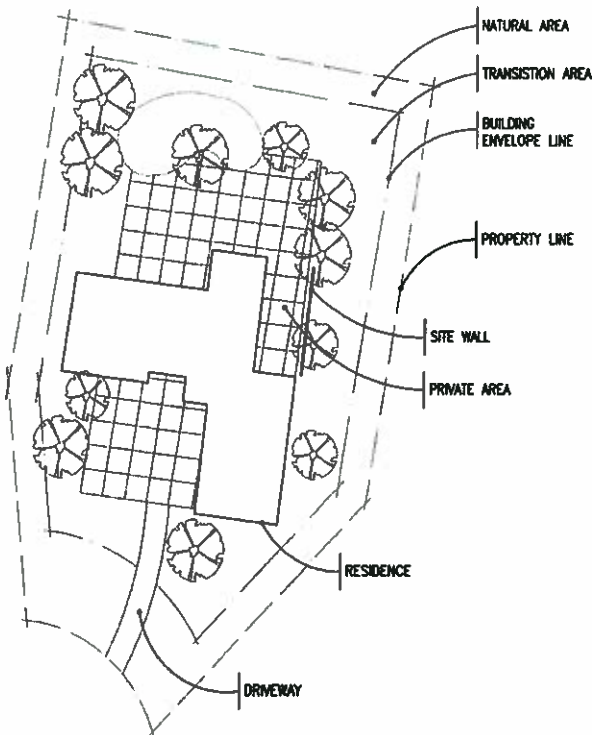 NATURAL AREA
TRANSISTION AREA
BUILDING
ENVELOPE LINE
PROPERTY LINE
SITE WALL
PRIVATE AREA
RESIDENCE
DRIVEWAY